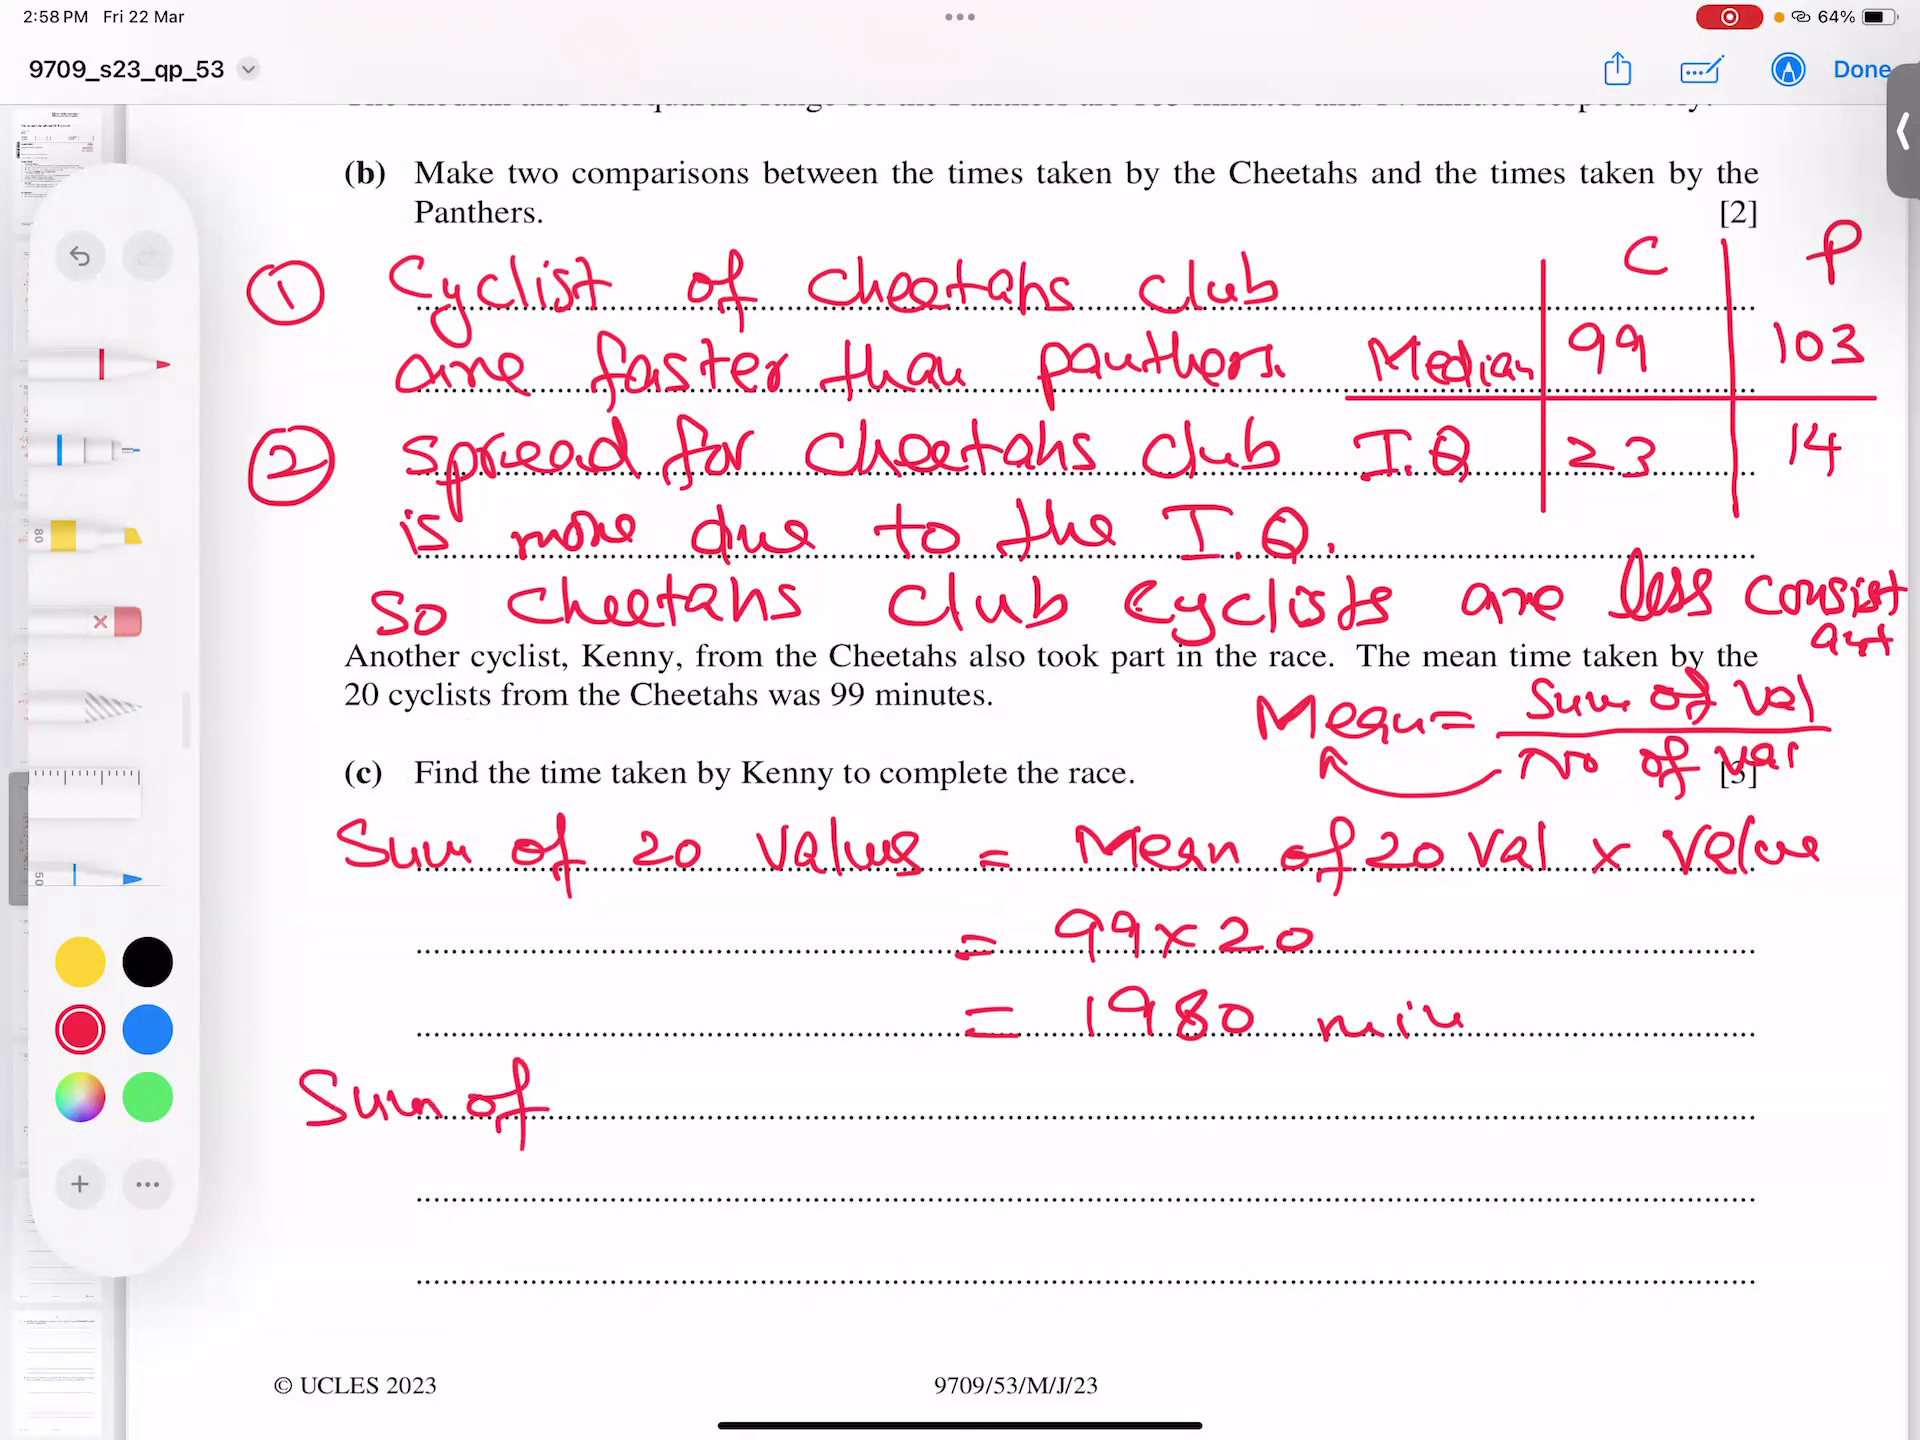 2:58 PM Fri 22 Mar
64%
9709_s23_qp_53
Done
(b) Make two comparisons between the times taken by the Cheetahs and the times taken by the
Panthers. [2]
C P
① Cyclist of cheetahs club
are faster than panthers. Median 99 103
② spread for cheetahs club I.Q 23 14
is more due to the I.Q.
so cheetahs club cyclists are less consist
ant
Another cyclist, Kenny, from the Cheetahs also took part in the race. The mean time taken by the
20 cyclists from the Cheetahs was 99 minutes.
Mean = Sum of val
No of val
(c) Find the time taken by Kenny to complete the race. [3]
Sum of 20 values = Mean of 20 val x value
= 99 x 20
= 1980 min
Sum of
© UCLES 2023
9709/53/M/J/23
80
50